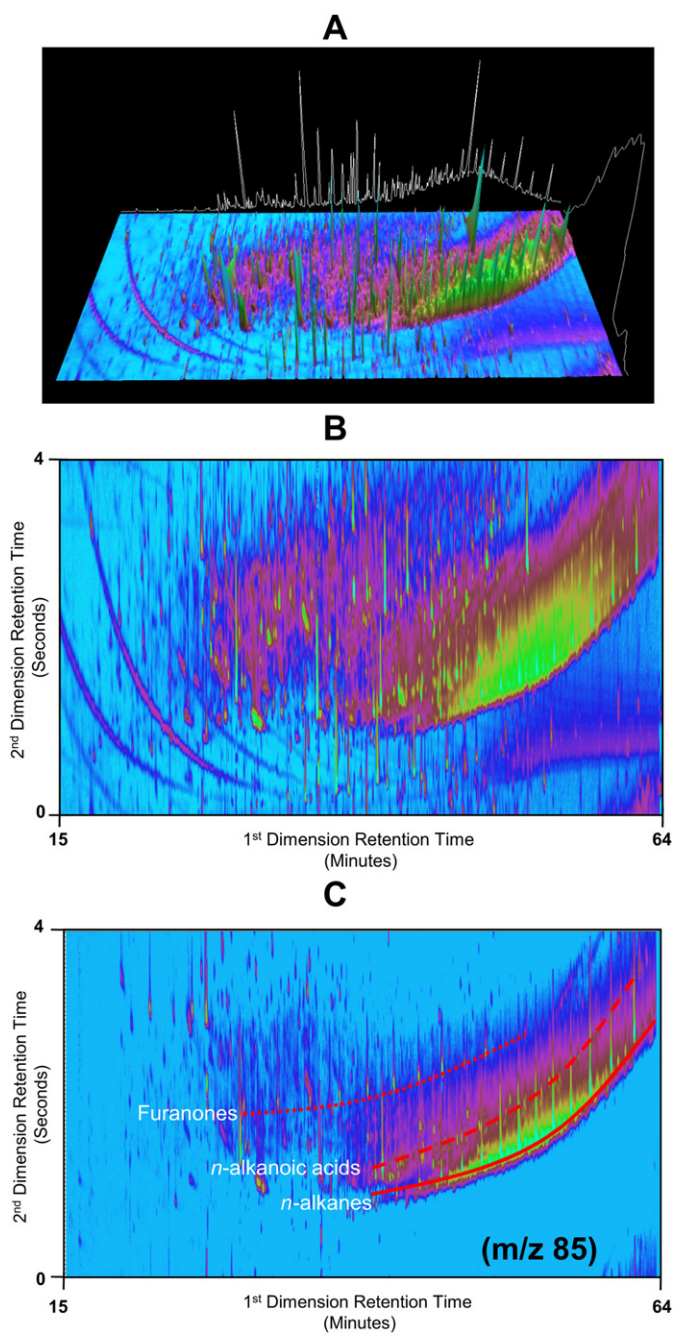 A
B
4
2nd Dimension Retention Time
(Seconds)
0
15
1st Dimension Retention Time
(Minutes)
64
C
4
2nd Dimension Retention Time
(Seconds)
Furanones
n-alkanoic acids
n-alkanes
(m/z 85)
0
15
1st Dimension Retention Time
(Minutes)
64